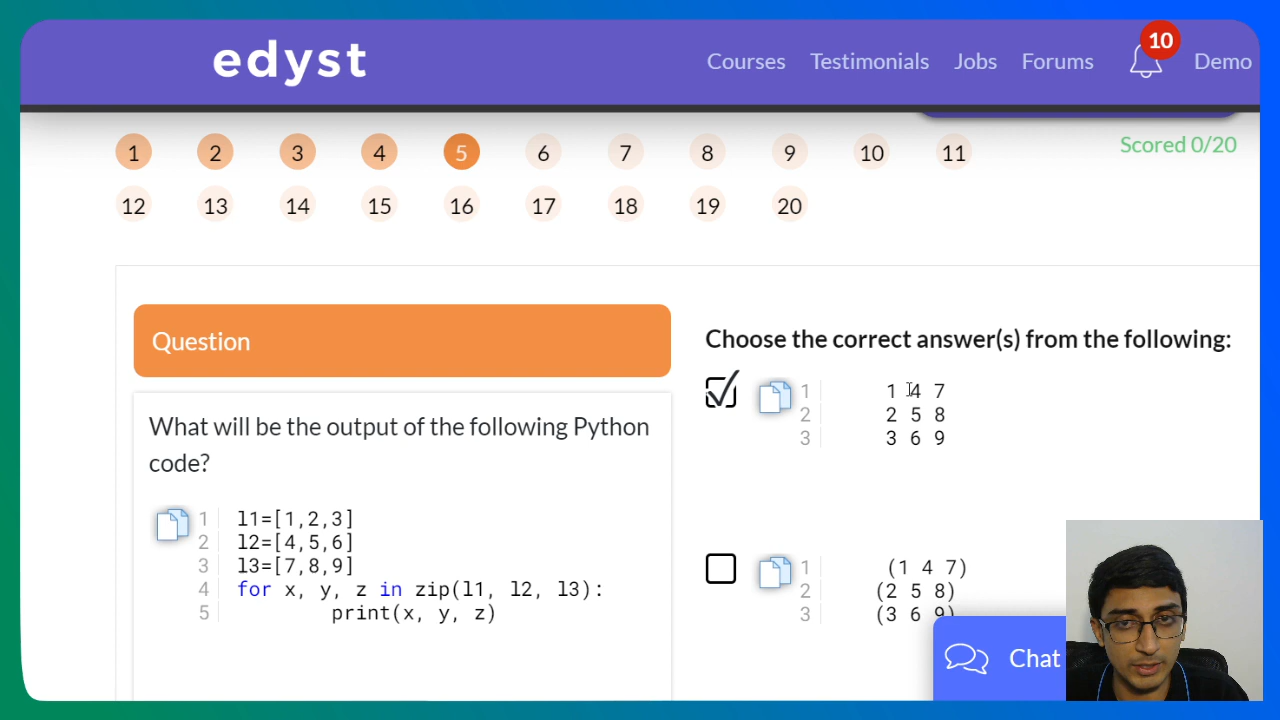 edyst
Courses Testimonials Jobs Forums 10 Demo
1 2 3 4 5 6 7 8 9 10 11
Scored 0/20
12 13 14 15 16 17 18 19 20
Question
What will be the output of the following Python
code?
1 l1=[1,2,3]
2 l2=[4,5,6]
3 l3=[7,8,9]
4 for x, y, z in zip(l1, l2, l3):
5 print(x, y, z)
Choose the correct answer(s) from the following:
1 1 4 7
2 2 5 8
3 3 6 9
1 (1 4 7)
2 (2 5 8)
3 (3 6 9)
Chat